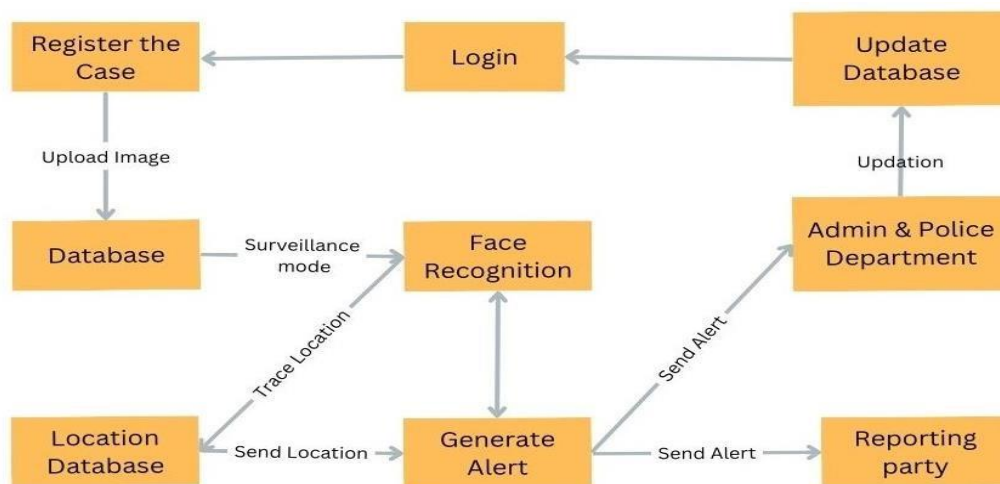 Register the
Case
Login
Update
Database
Upload Image
Updation
Database
Surveillance
mode
Face
Recognition
Admin & Police
Department
Trace Location
Send Alert
Location
Database
Send Location
Generate
Alert
Send Alert
Reporting
party